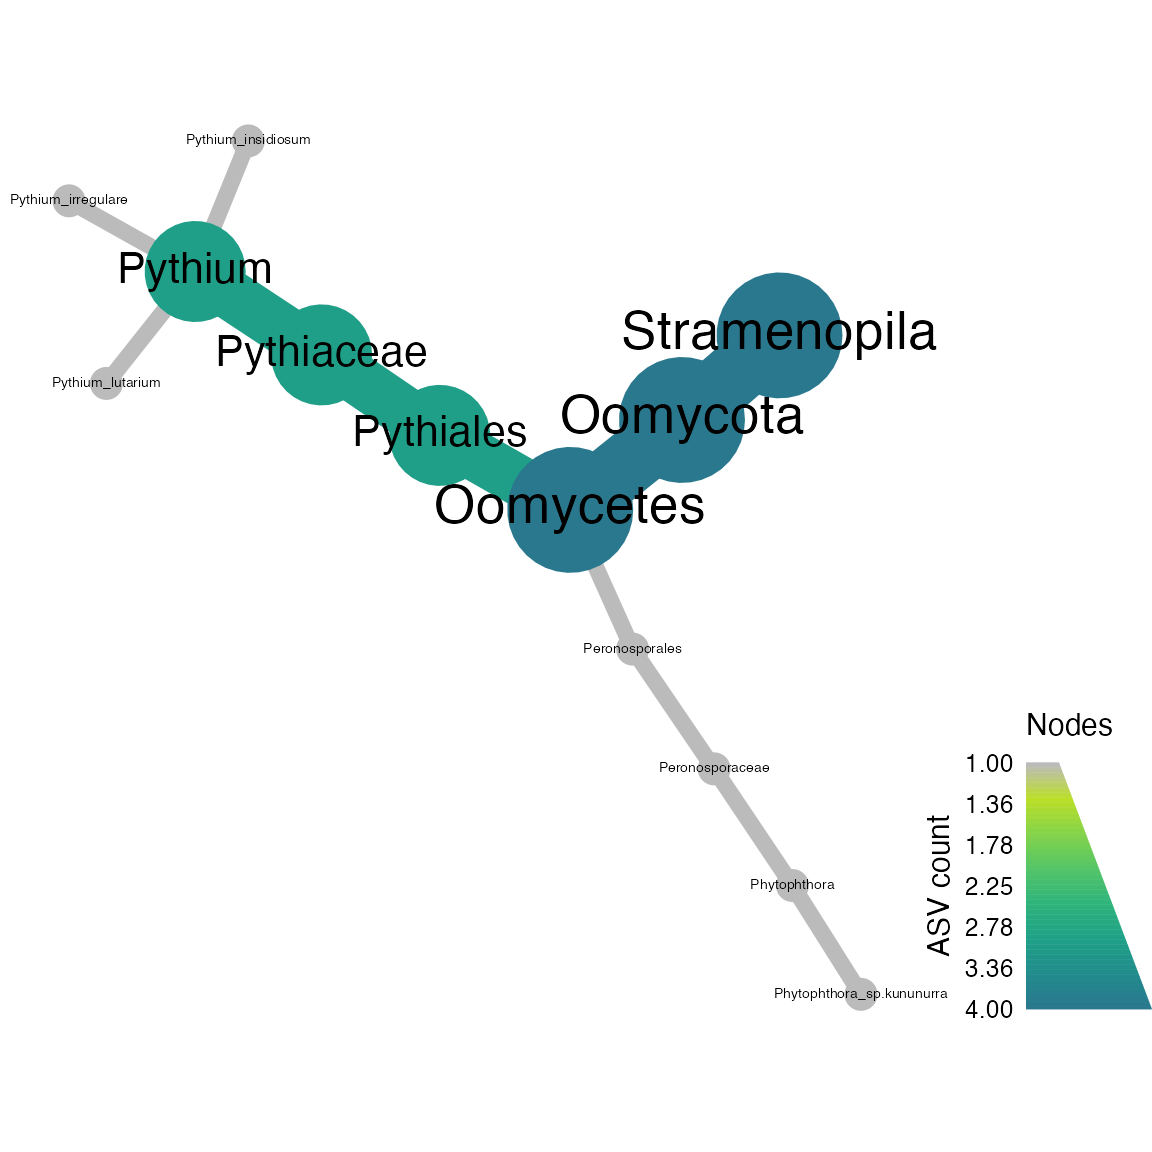 Pythium_insidiosum
Pythium_irregulare
Pythium
Stramenopila
Pythiaceae
Pythium_lutarium
Oomycota
Pythiales
Oomycetes
Peronosporales
Peronosporaceae
Phytophthora
Phytophthora_sp.kununurra
Nodes
ASV count
1.00
1.36
1.78
2.25
2.78
3.36
4.00